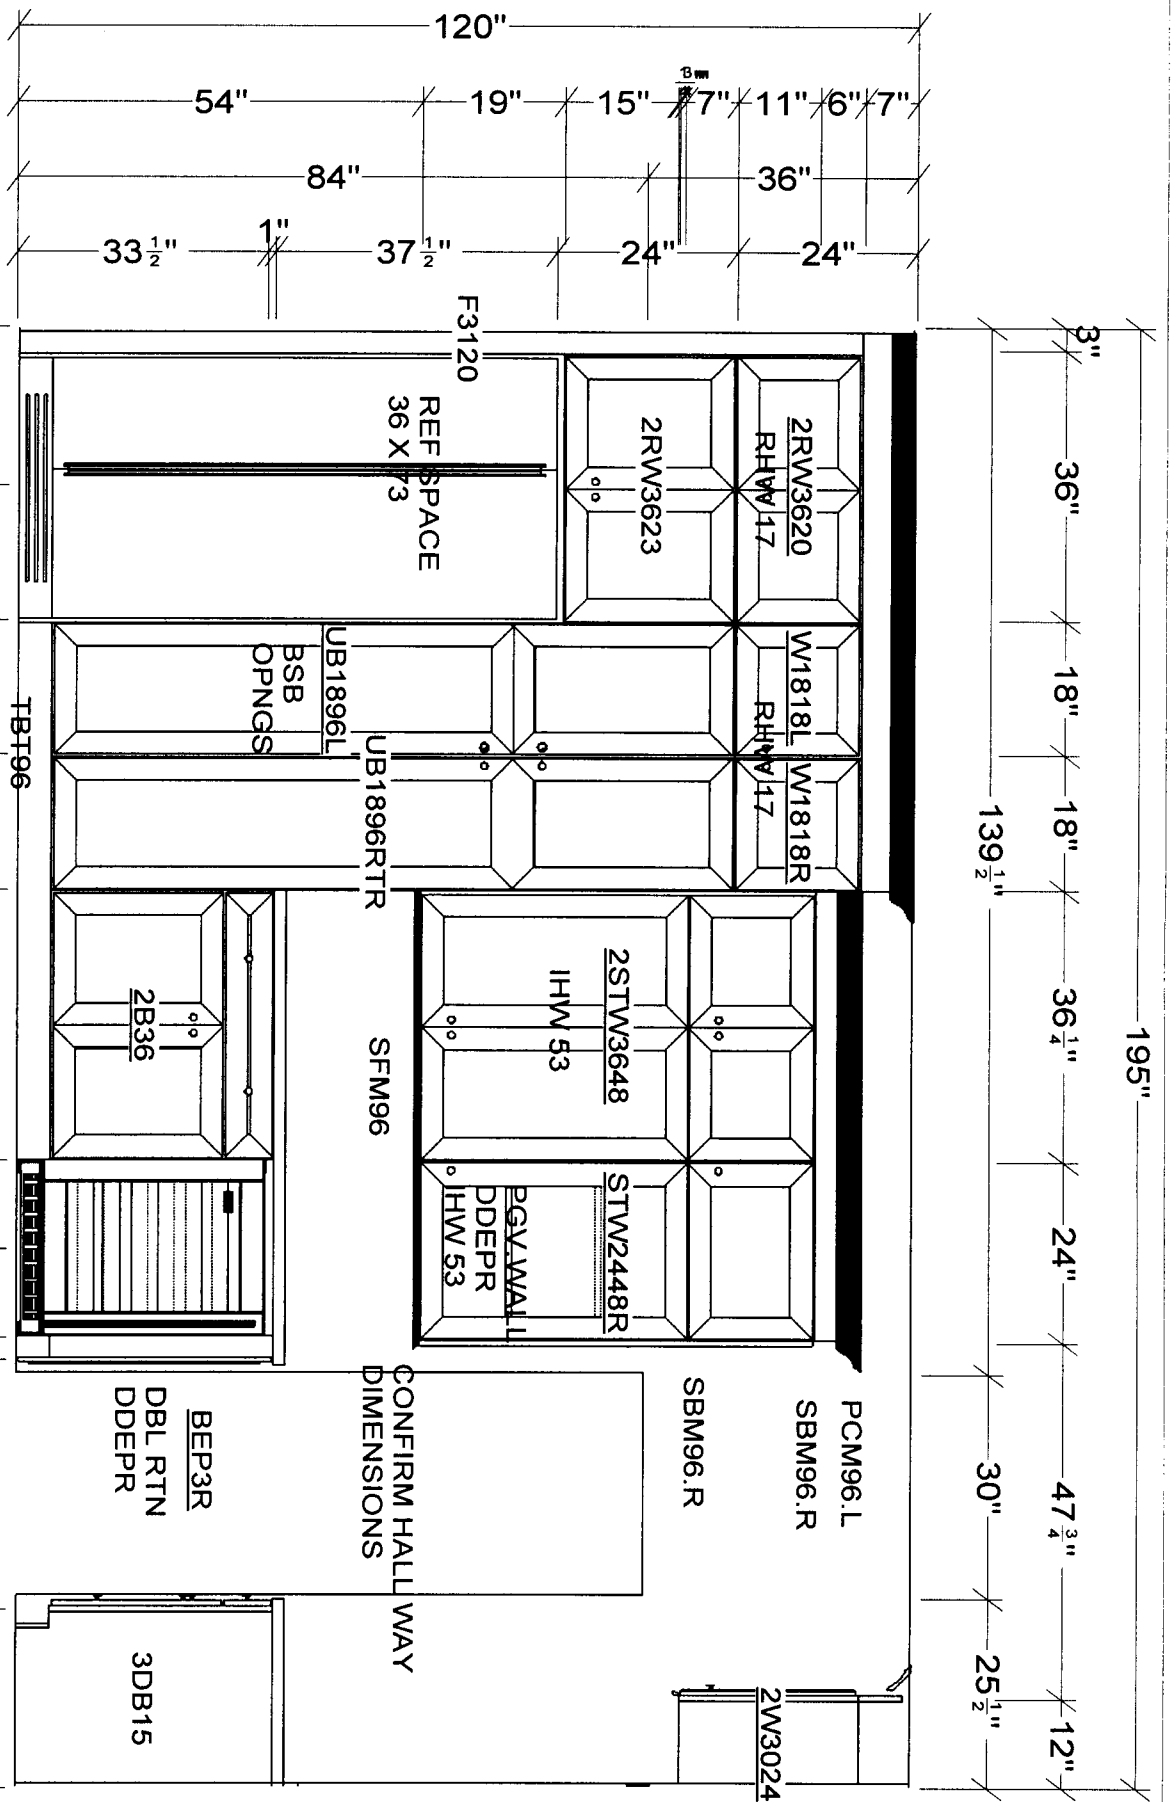 195"
3"
36"
18"
18"
36 1/4"
24"
47 3/4"
12"
139 1/2"
30"
25 1/2"
120"
7"
6"
11"
7"
15"
19"
54"
36"
84"
24"
24"
37 1/2"
1"
33 1/2"
2RW3620
RHW 17
2RW3623
F3120
REF SPACE
36 X 73
W1818L
W1818R
RHW 17
UB1896L
BSB
OPNGS
UB1896RTR
TBT96
2STW3648
IHW 53
STW2448R
PGV.WALL
DDEPR
IHW 53
SFM96
2B36
PCM96.L
SBM96.R
SBM96.R
CONFIRM HALL WAY
DIMENSIONS
BEP3R
DBL RTN
DDEPR
2W3024
3DB15